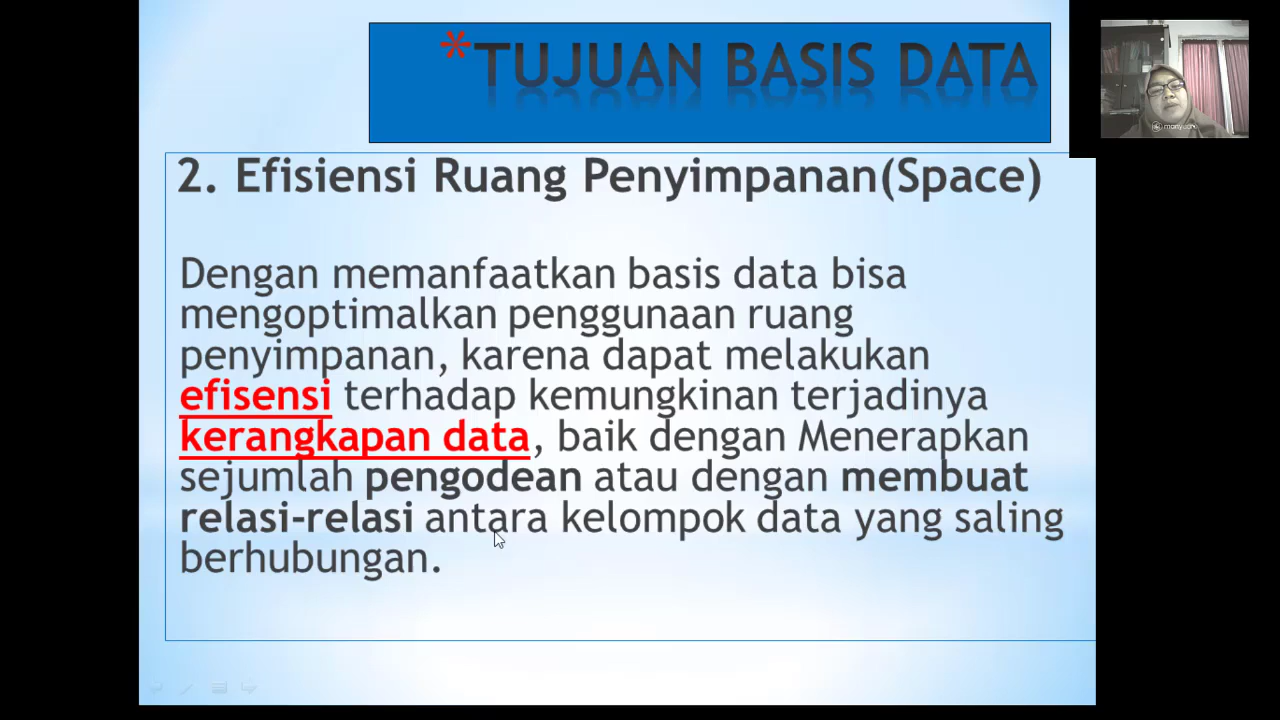 *TUJUAN BASIS DATA
2. Efisiensi Ruang Penyimpanan(Space)
Dengan memanfaatkan basis data bisa
mengoptimalkan penggunaan ruang
penyimpanan, karena dapat melakukan
efisensi terhadap kemungkinan terjadinya
kerangkapan data, baik dengan Menerapkan
sejumlah pengodean atau dengan membuat
relasi-relasi antara kelompok data yang saling
berhubungan.